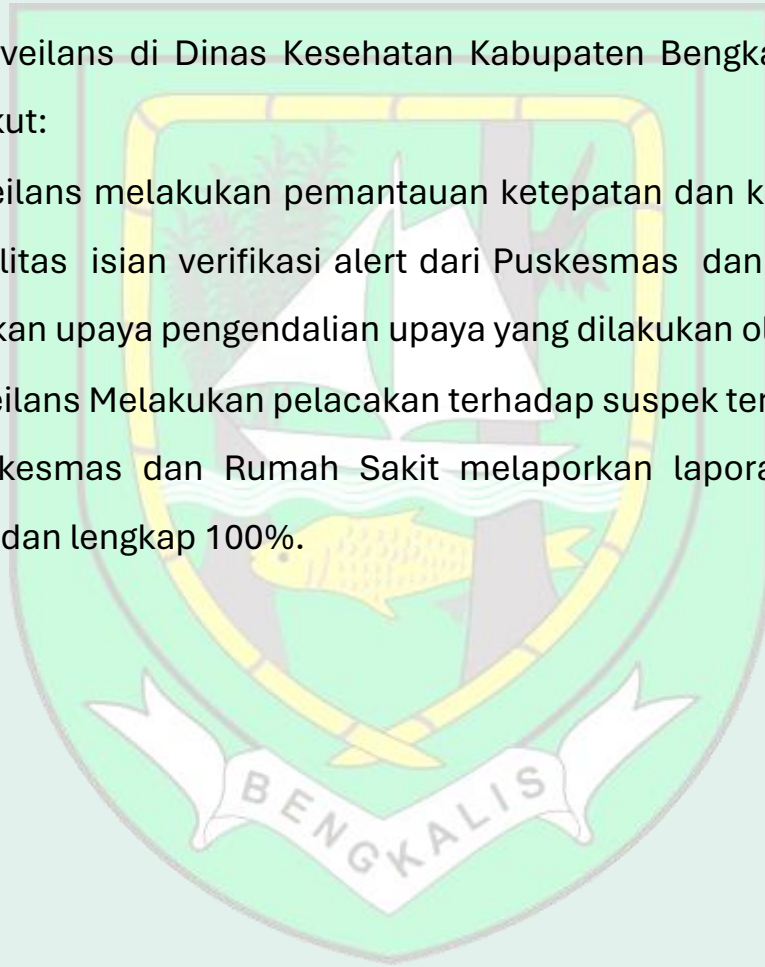 veilans di Dinas Kesehatan Kabupaten Bengka
kut:
eilans melakukan pemantauan ketepatan dan k
litas isian verifikasi alert dari Puskesmas dan
kan upaya pengendalian upaya yang dilakukan ol
eilans Melakukan pelacakan terhadap suspek ter
kesmas dan Rumah Sakit melaporkan lapora
dan lengkap 100%.
BENGKALIS